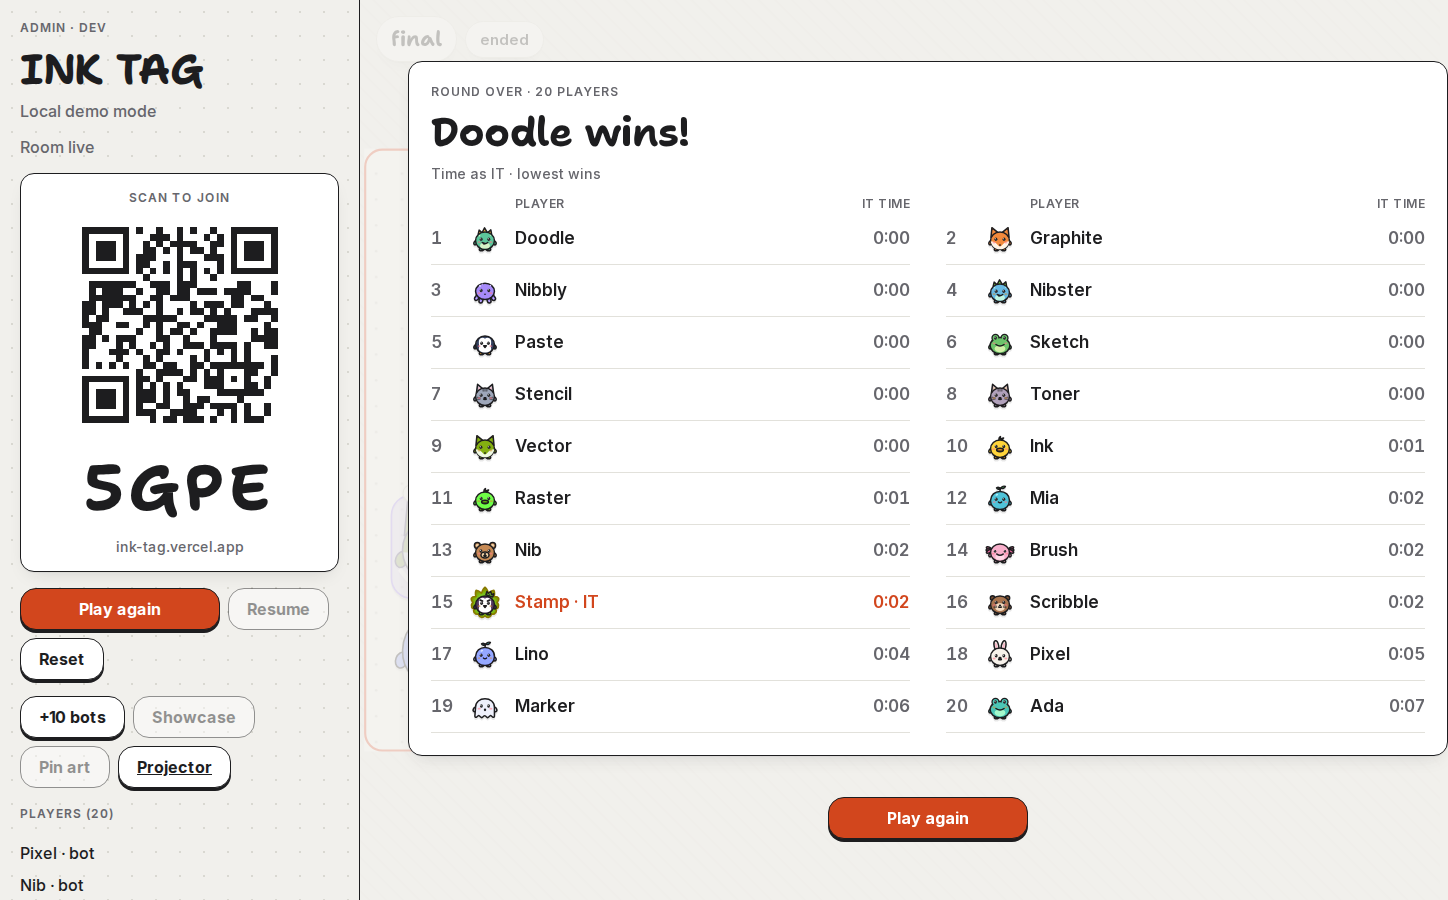 ADMIN · DEV
INK TAG
Local demo mode
Room live
SCAN TO JOIN
5GPE
ink-tag.vercel.app
Play again
Resume
Reset
+10 bots
Showcase
Pin art
Projector
PLAYERS (20)
Pixel · bot
Nib · bot
final
ended
ROUND OVER · 20 PLAYERS
Doodle wins!
Time as IT · lowest wins
PLAYER IT TIME PLAYER IT TIME
1 Doodle 0:00 2 Graphite 0:00
3 Nibbly 0:00 4 Nibster 0:00
5 Paste 0:00 6 Sketch 0:00
7 Stencil 0:00 8 Toner 0:00
9 Vector 0:00 10 Ink 0:01
11 Raster 0:01 12 Mia 0:02
13 Nib 0:02 14 Brush 0:02
15 Stamp · IT 0:02 16 Scribble 0:02
17 Lino 0:04 18 Pixel 0:05
19 Marker 0:06 20 Ada 0:07
Play again